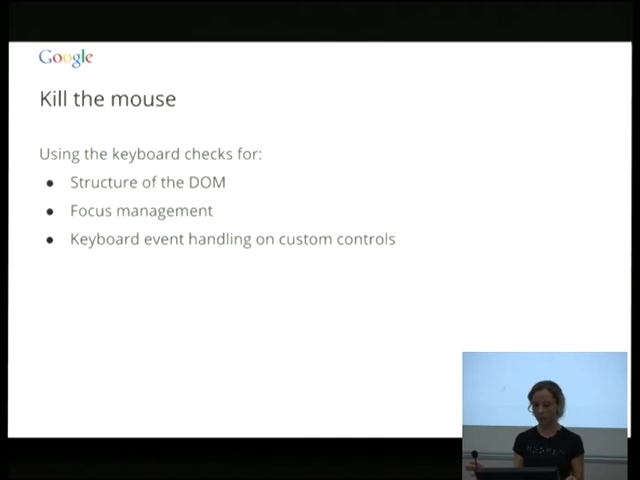 Google
Kill the mouse
Using the keyboard checks for:
● Structure of the DOM
● Focus management
● Keyboard event handling on custom controls